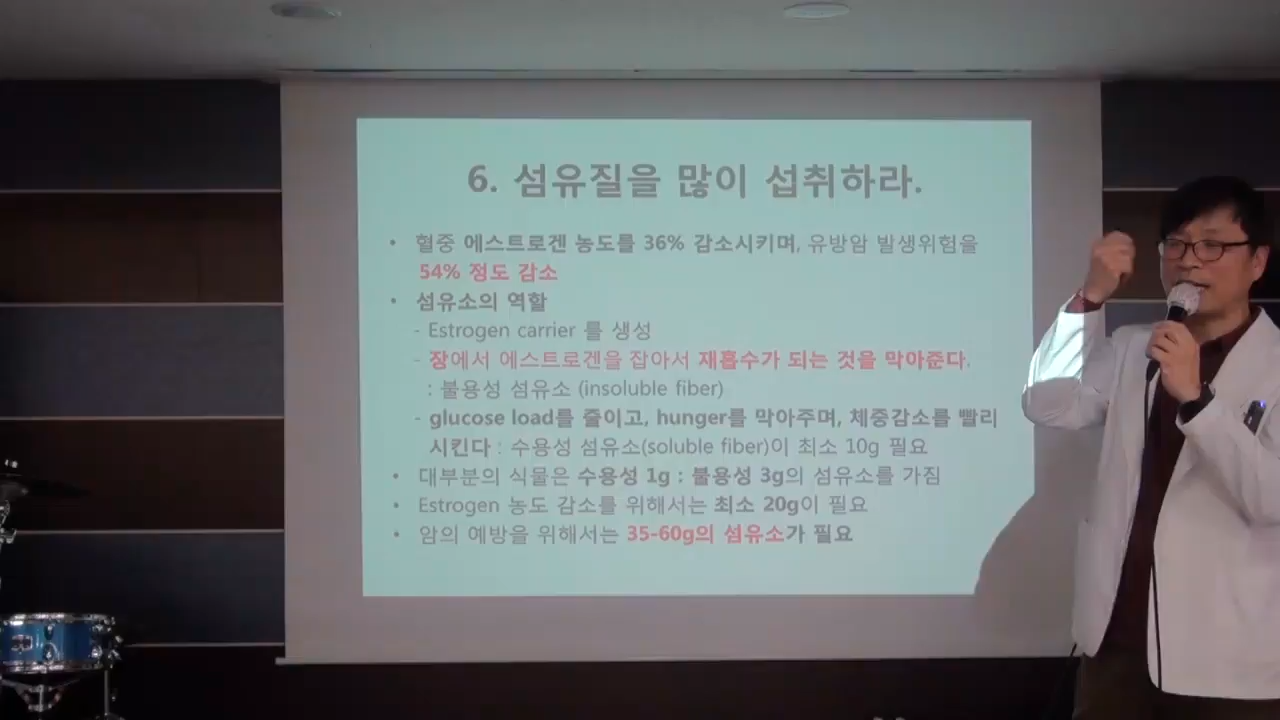 6. 섬유질을 많이 섭취하라.
• 혈중 에스트로겐 농도를 36% 감소시키며, 유방암 발생위험을
54% 정도 감소
• 섬유소의 역할
- Estrogen carrier 를 생성
- 장에서 에스트로겐을 잡아서 재흡수가 되는 것을 막아준다.
: 불용성 섬유소 (insoluble fiber)
- glucose load를 줄이고, hunger를 막아주며, 체중감소를 빨리
시킨다 : 수용성 섬유소(soluble fiber)이 최소 10g 필요
• 대부분의 식물은 수용성 1g : 불용성 3g의 섬유소를 가짐
• Estrogen 농도 감소를 위해서는 최소 20g이 필요
• 암의 예방을 위해서는 35-60g의 섬유소가 필요